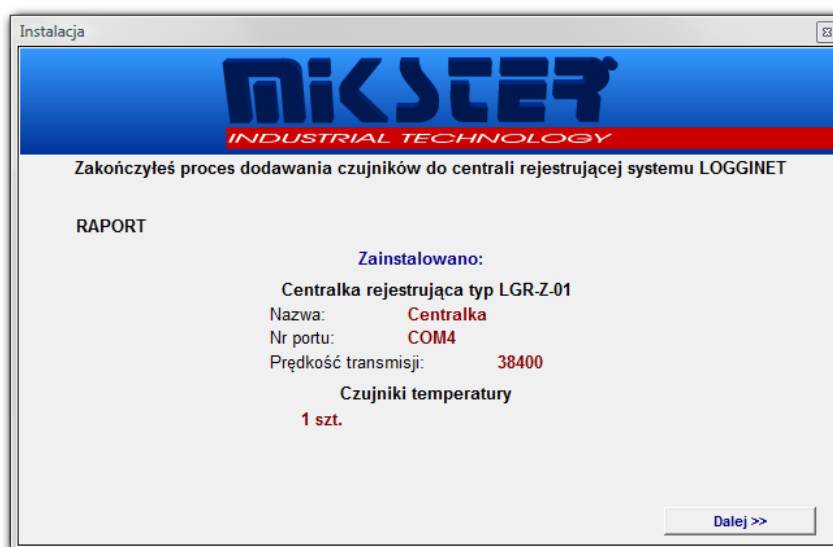 Instalacja
MIKSTER
INDUSTRIAL TECHNOLOGY
Zakończyłeś proces dodawania czujników do centrali rejestrującej systemu LOGGINET
RAPORT
Zainstalowano:
Centralka rejestrująca typ LGR-Z-01
Nazwa: Centralka
Nr portu: COM4
Prędkość transmisji: 38400
Czujniki temperatury
1 szt.
Dalej >>